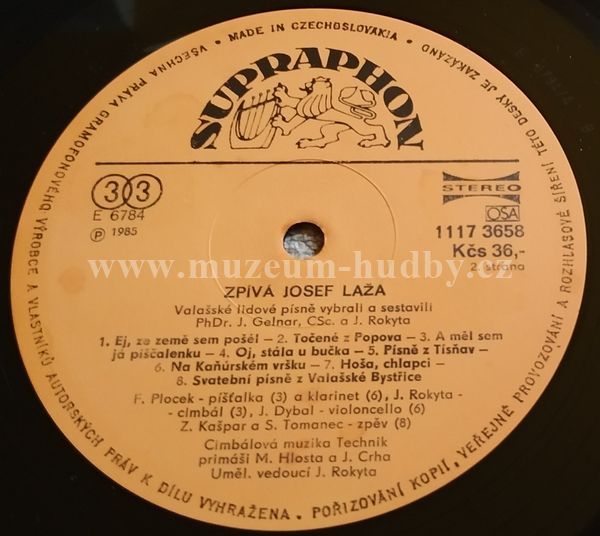 VŠECHNA PRÁVA GRAMOFONOVÉHO VÝROBCE A VLASTNÍKŮ AUTORSKÝCH PRÁV K DÍLU VYHRAŽENA. POŘIZOVÁNÍ KOPIÍ, VEŘEJNÉ PROVOZOVÁNÍ A ROZHLASOVÉ ŠÍŘENÍ TÉTO DESKY JE ZAKÁZÁNO • MADE IN CZECHOSLOVAKIA •
SUPRAPHON
33
E 6784
Ⓟ 1985
STEREO
OSA
1117 3658
Kčs 36,-
2. strana
www.muzeum-hudby.cz
ZPÍVÁ JOSEF LAŽA
Valašské lidové písně vybrali a sestavili
PhDr. J. Gelnar, CSc. a J. Rokyta
1. Ej, ze země sem pošél – 2. Točené z Popova – 3. A měl sem
já píščalenku – 4. Oj, stála u bučka – 5. Písně z Tísňav –
6. Na Kaňúrském vršku – 7. Hoša, chlapci –
8. Svatební písně z Valašské Bystřice
F. Plocek - píšťalka (3) a klarinet (6), J. Rokyta -
- cimbál (3), J. Dybal - violoncello (6)
Z. Kašpar a S. Tomanec - zpěv (8)
Cimbálová muzika Technik
primáši M. Hlosta a J. Crha
Uměl. vedoucí J. Rokyta